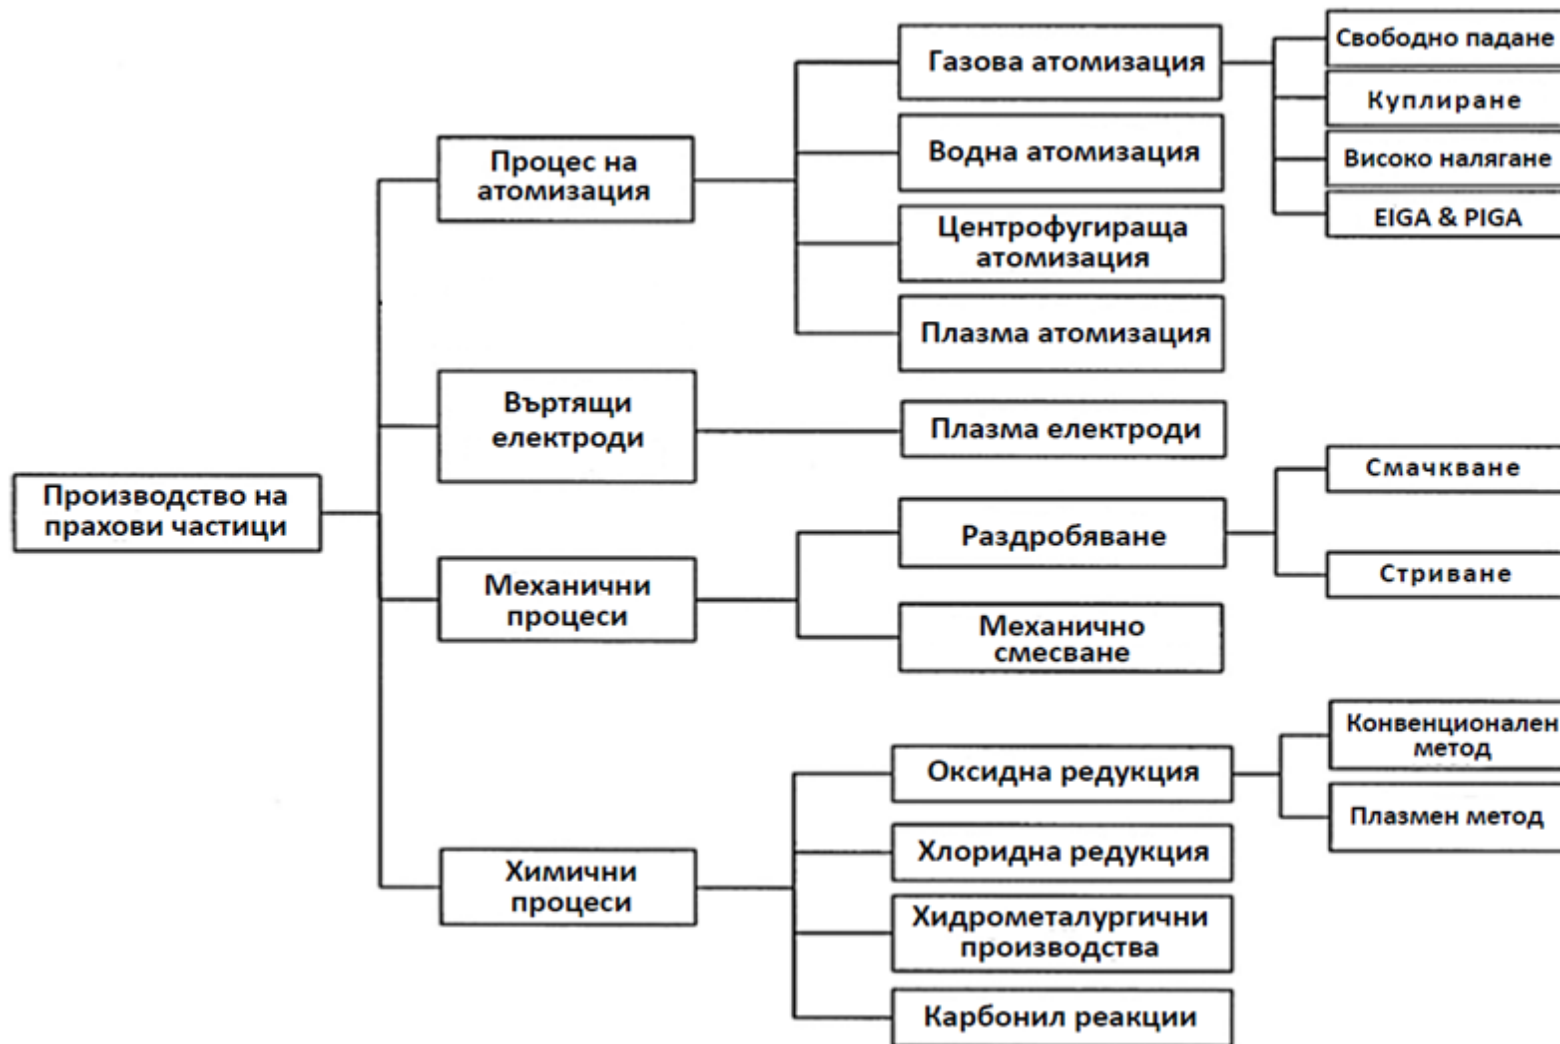 Производство на
прахови частици
Процес на
атомизация
Газова атомизация
Свободно падане
Куплиране
Високо налягане
EIGA & PIGA
Водна атомизация
Центрофугираща
атомизация
Плазма атомизация
Въртящи
електроди
Плазма електроди
Механични
процеси
Раздробяване
Смачкване
Стриване
Механично
смесване
Химични
процеси
Оксидна редукция
Конвенционален
метод
Плазмен метод
Хлоридна редукция
Хидрометалургични
производства
Карбонил реакции